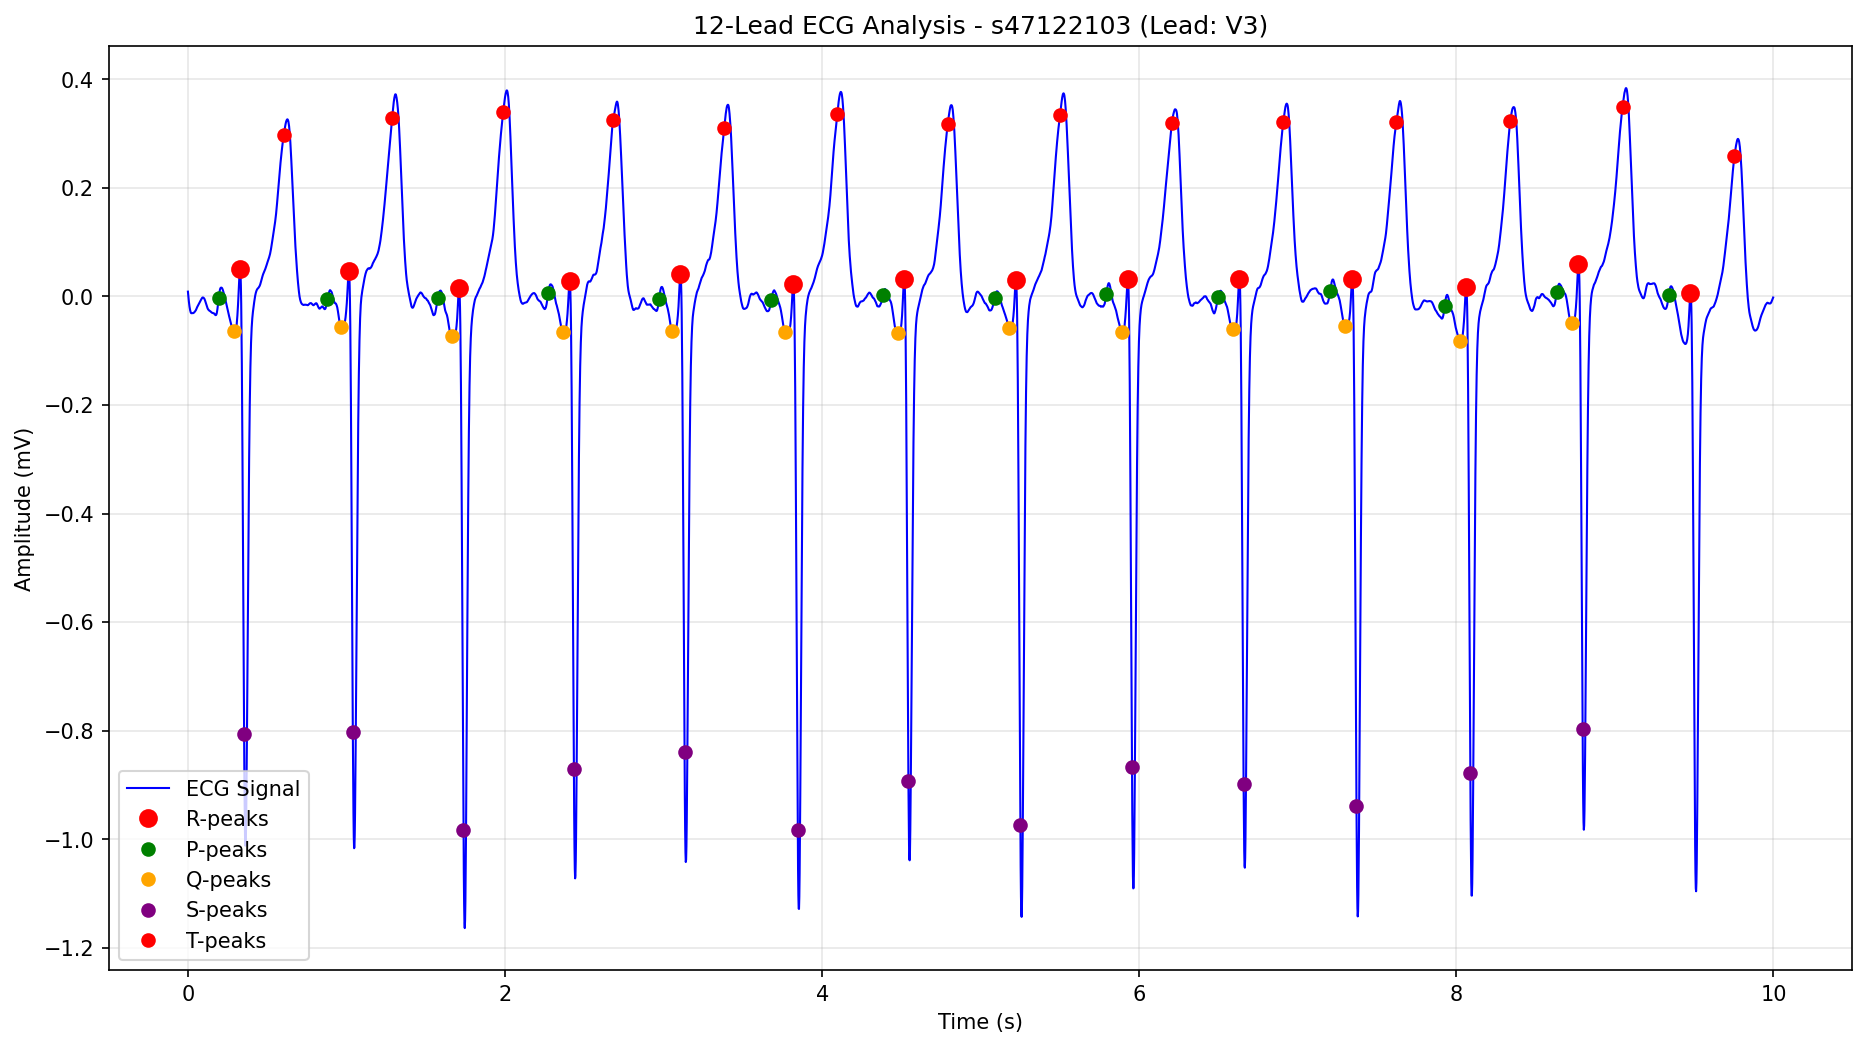 12-Lead ECG Analysis - s47122103 (Lead: V3)
Amplitude (mV)
0.4
0.2
0.0
−0.2
−0.4
−0.6
−0.8
−1.0
−1.2
ECG Signal
R-peaks
P-peaks
Q-peaks
S-peaks
T-peaks
0 2 4 6 8 10
Time (s)